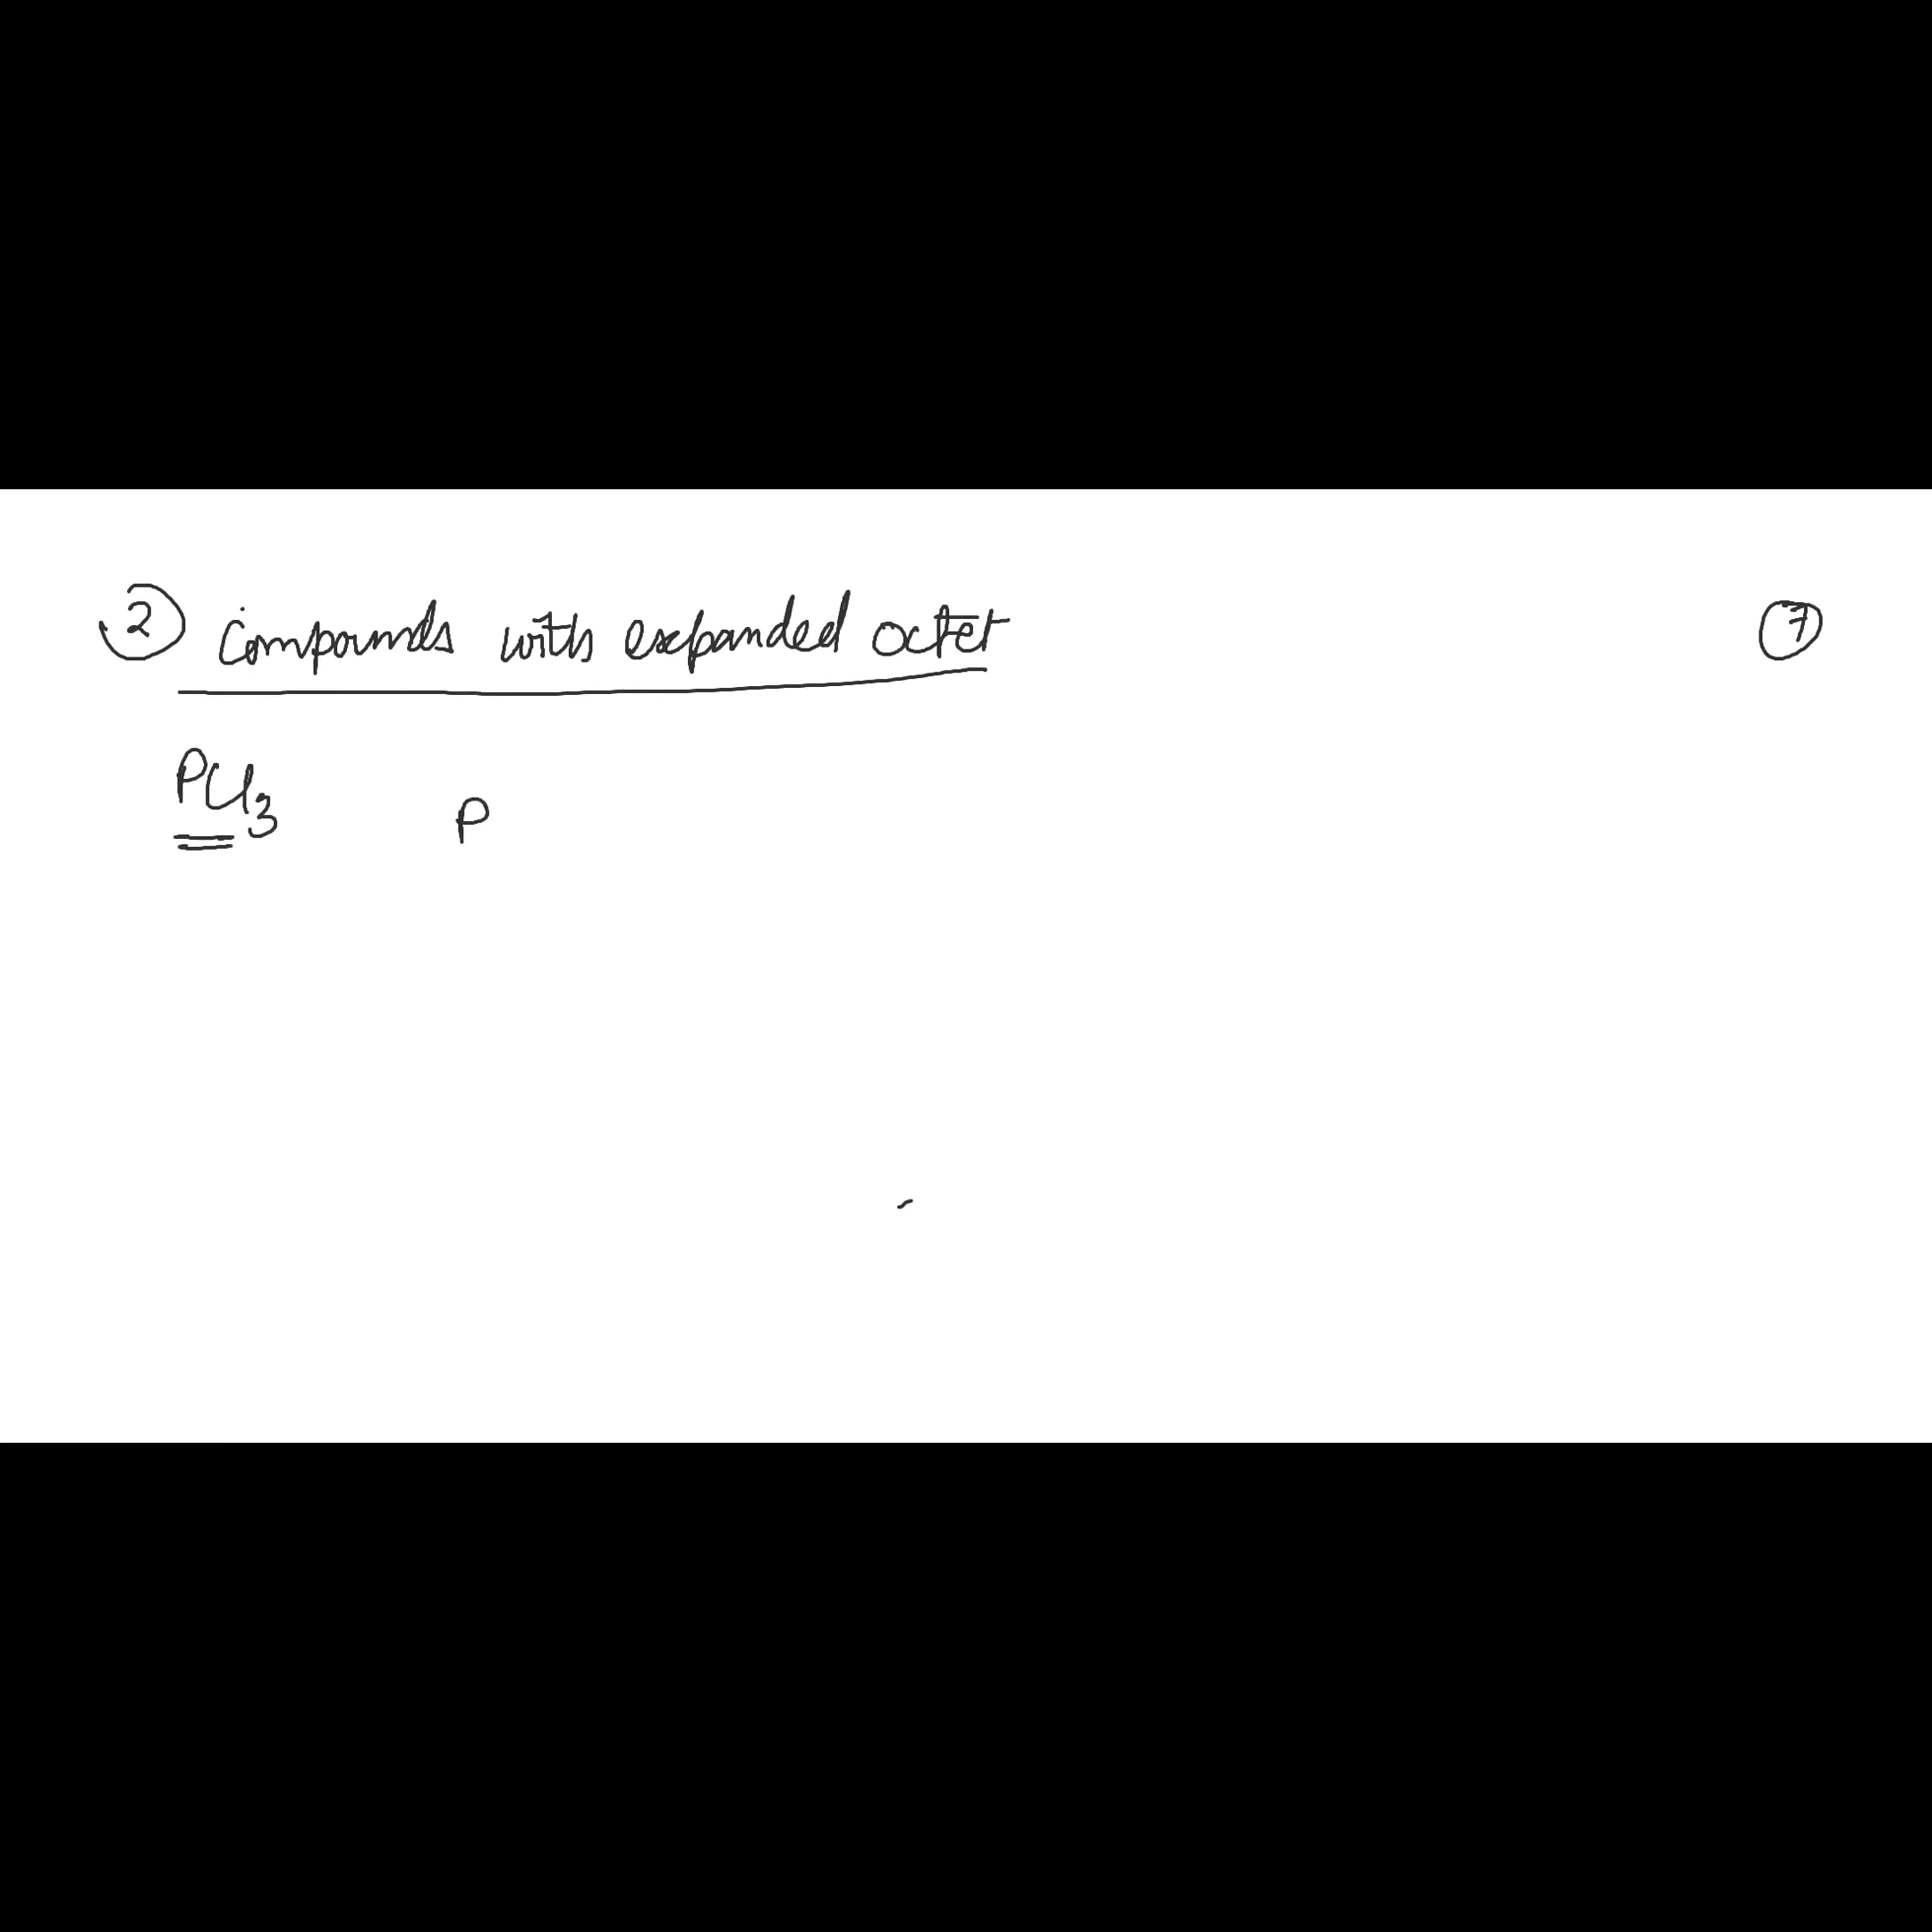 ② Compounds with expanded octet ⑦
PCl₃ P